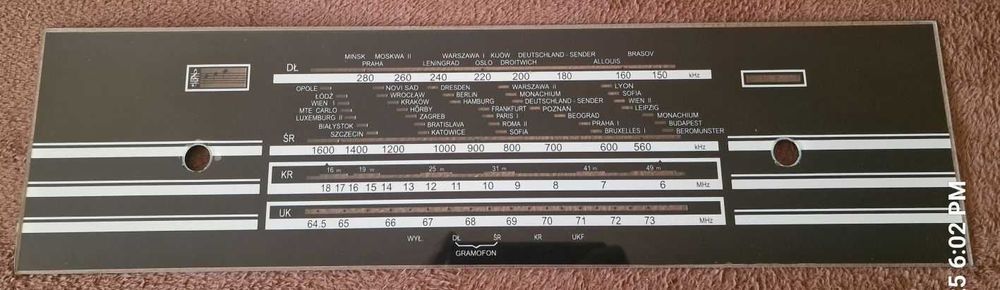 MINSK MOSKWA II WARSZAWA I KIJÓW DEUTSCHLAND - SENDER BRASOV
PRAHA LENINGRAD OSLO DROITWICH ALLOUIS
DŁ
280 260 240 220 200 180 160 150 kHz
OPOLE NOVI SAD DRESDEN WARSZAWA II LYON
ŁÓDŹ WROCŁAW BERLIN MONACHIUM SOFIA
WIEN I KRAKÓW HAMBURG DEUTSCHLAND - SENDER WIEN II
MTE. CARLO HÖRBY FRANKFURT POZNAŃ LEIPZIG
LUXEMBURG II ZAGREB PARIS I BEOGRAD MONACHIUM
BIAŁYSTOK BRATISLAVA ROMA II PRAHA I BUDAPEST
SZCZECIN KATOWICE SOFIA BRUXELLES I BEROMUNSTER
ŚR
1600 1400 1200 1000 900 800 700 600 560 kHz
16 m 19 m 25 m 31 m 41 m 49 m
KR
18 17 16 15 14 13 12 11 10 9 8 7 6 MHz
UK
64.5 65 66 67 68 69 70 71 72 73 MHz
WYŁ. DŁ ŚR KR UKF
GRAMOFON
15 6:02 PM